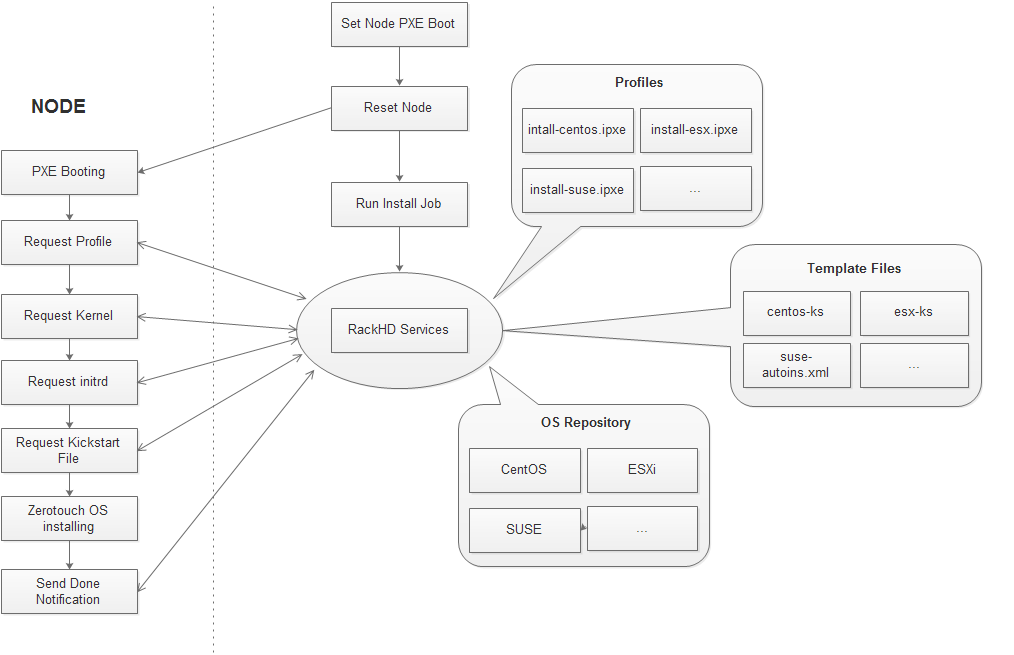 Set Node PXE Boot
Reset Node
Run Install Job
RackHD Services
NODE
PXE Booting
Request Profile
Request Kernel
Request initrd
Request Kickstart
File
Zerotouch OS
installing
Send Done
Notification
Profiles
intall-centos.ipxe
install-esx.ipxe
install-suse.ipxe
...
Template Files
centos-ks
esx-ks
suse-
autoins.xml
...
OS Repository
CentOS
ESXi
SUSE
...